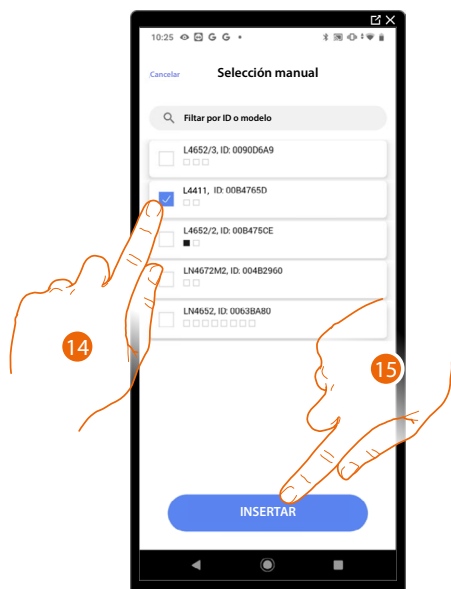 10:25 G G
Cancelar Selección manual
Filtar por ID o modelo
L4652/3, ID: 0090D6A9
L4411, ID: 00B4765D
L4652/2, ID: 00B475CE
LN4672M2, ID: 004B2960
LN4652, ID: 0063BA80
14
15
INSERTAR